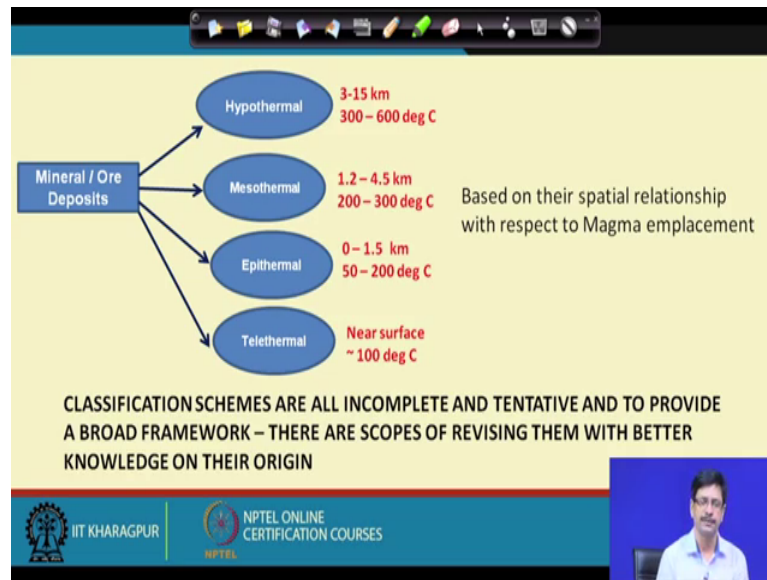 Hypothermal
3-15 km
300 – 600 deg C
Mineral / Ore
Deposits
Mesothermal
1.2 – 4.5 km
200 – 300 deg C
Based on their spatial relationship
with respect to Magma emplacement
Epithermal
0 – 1.5 km
50 – 200 deg C
Telethermal
Near surface
~ 100 deg C
CLASSIFICATION SCHEMES ARE ALL INCOMPLETE AND TENTATIVE AND TO PROVIDE
A BROAD FRAMEWORK – THERE ARE SCOPES OF REVISING THEM WITH BETTER
KNOWLEDGE ON THEIR ORIGIN
IIT KHARAGPUR
NPTEL
NPTEL ONLINE
CERTIFICATION COURSES